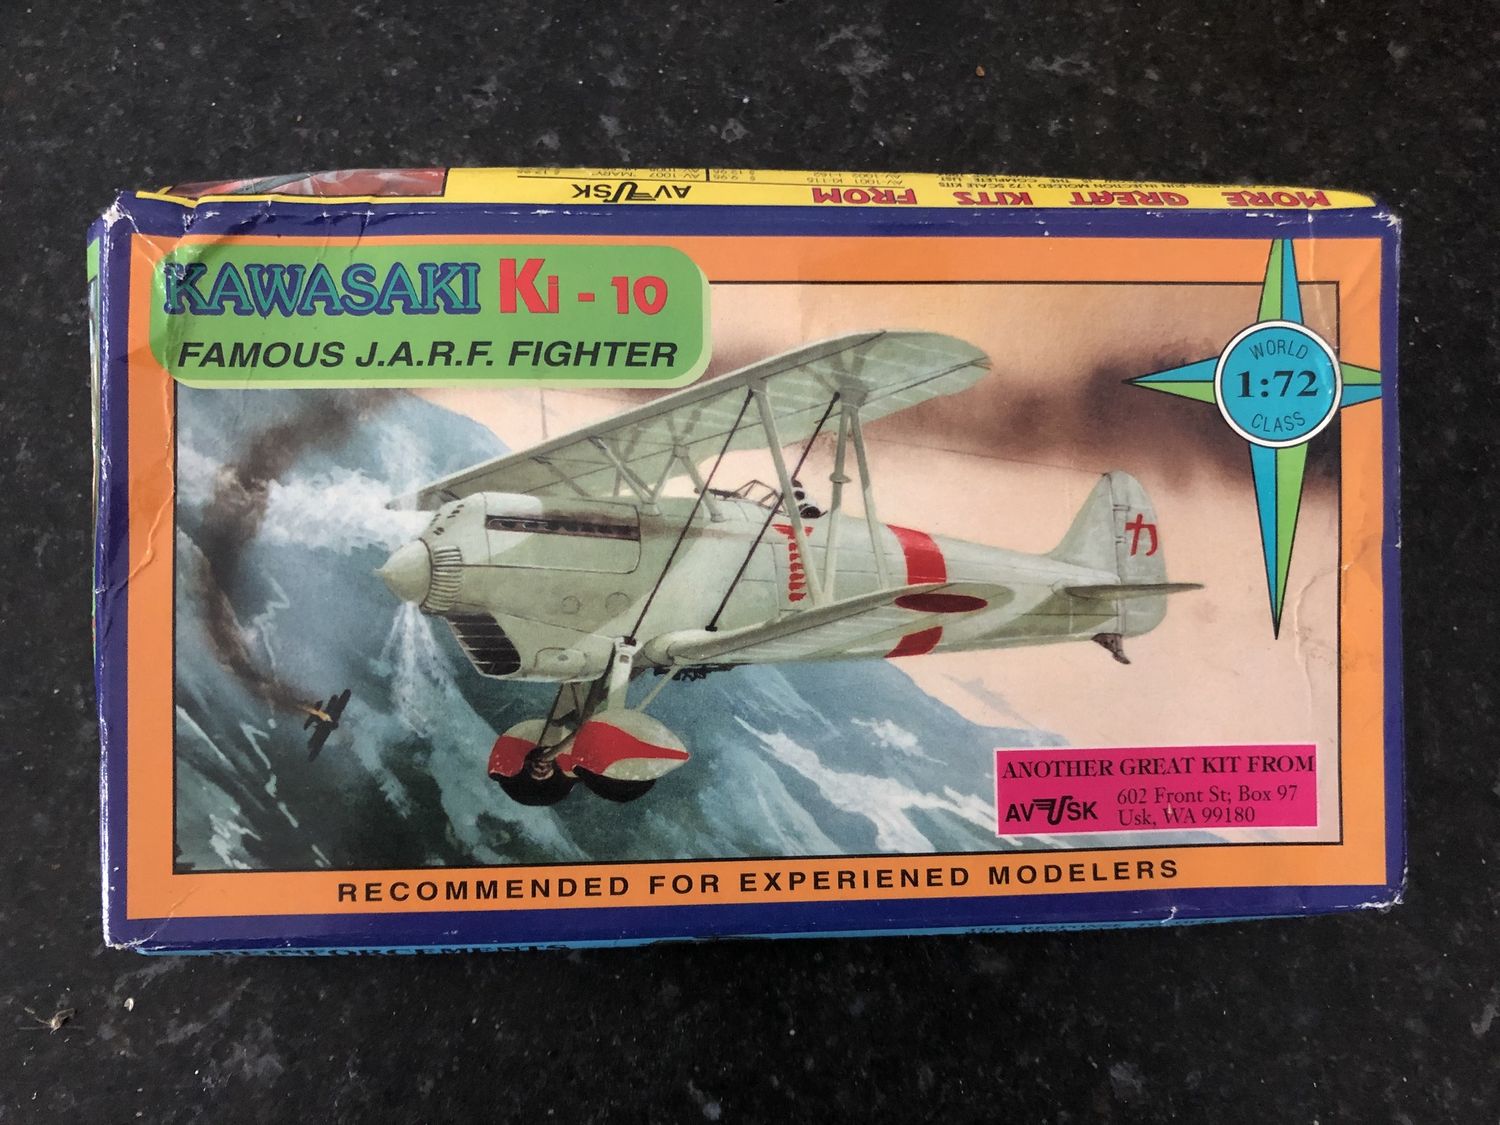 MORE GREAT KITS FROM
AV USK
KAWASAKI Ki - 10
FAMOUS J.A.R.F. FIGHTER
WORLD
1:72
CLASS
力
ANOTHER GREAT KIT FROM
AV USK
602 Front St; Box 97
Usk, WA 99180
RECOMMENDED FOR EXPERIENED MODELERS